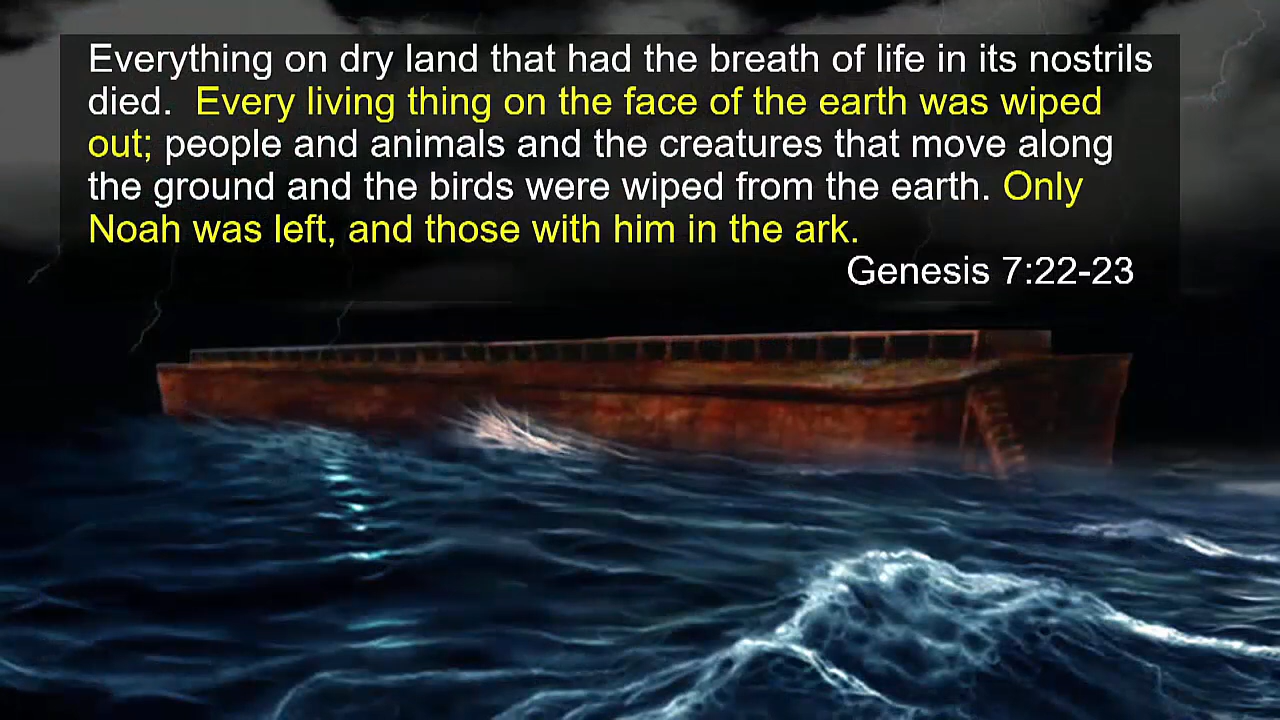 Everything on dry land that had the breath of life in its nostrils
died.  Every living thing on the face of the earth was wiped
out; people and animals and the creatures that move along
the ground and the birds were wiped from the earth. Only
Noah was left, and those with him in the ark.
Genesis 7:22-23